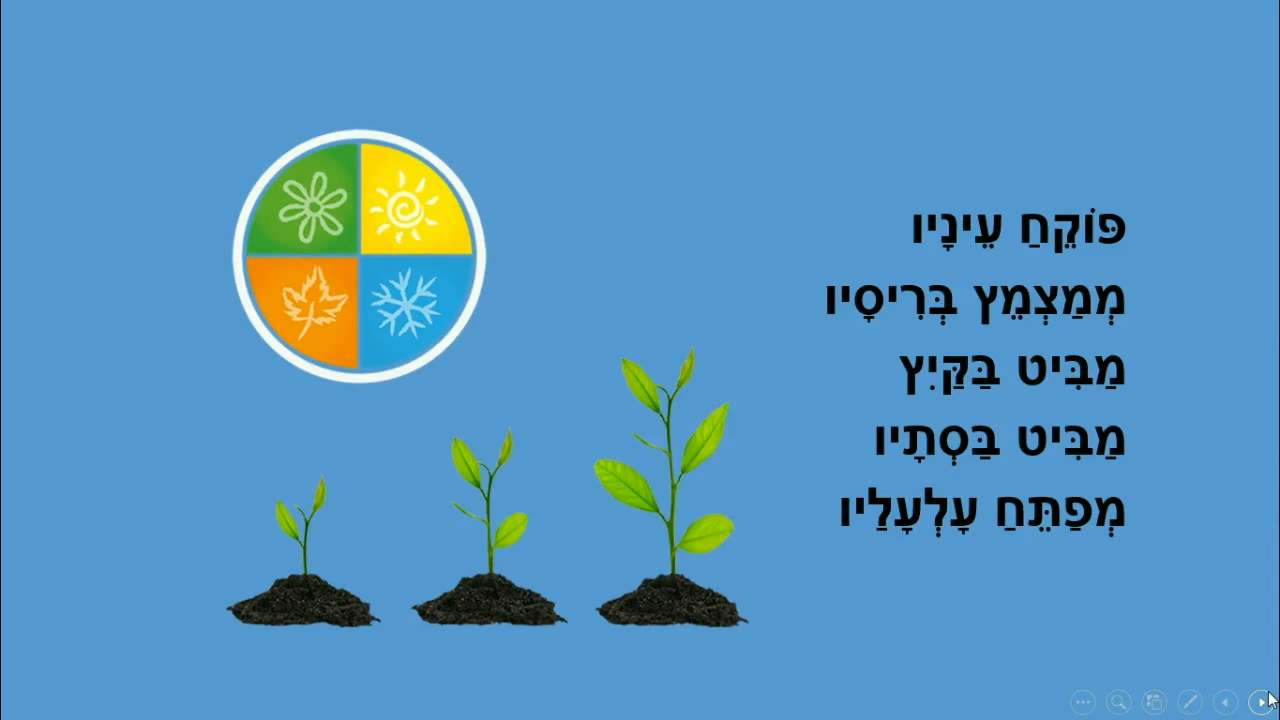 פּוֹקֵחַ עֵינָיו
מְמַצְמֵץ בְּרִיסָיו
מַבִּיט בַּקַּיִץ
מַבִּיט בַּסְתָיו
מְפַתֵּחַ עָלְעָלַיו